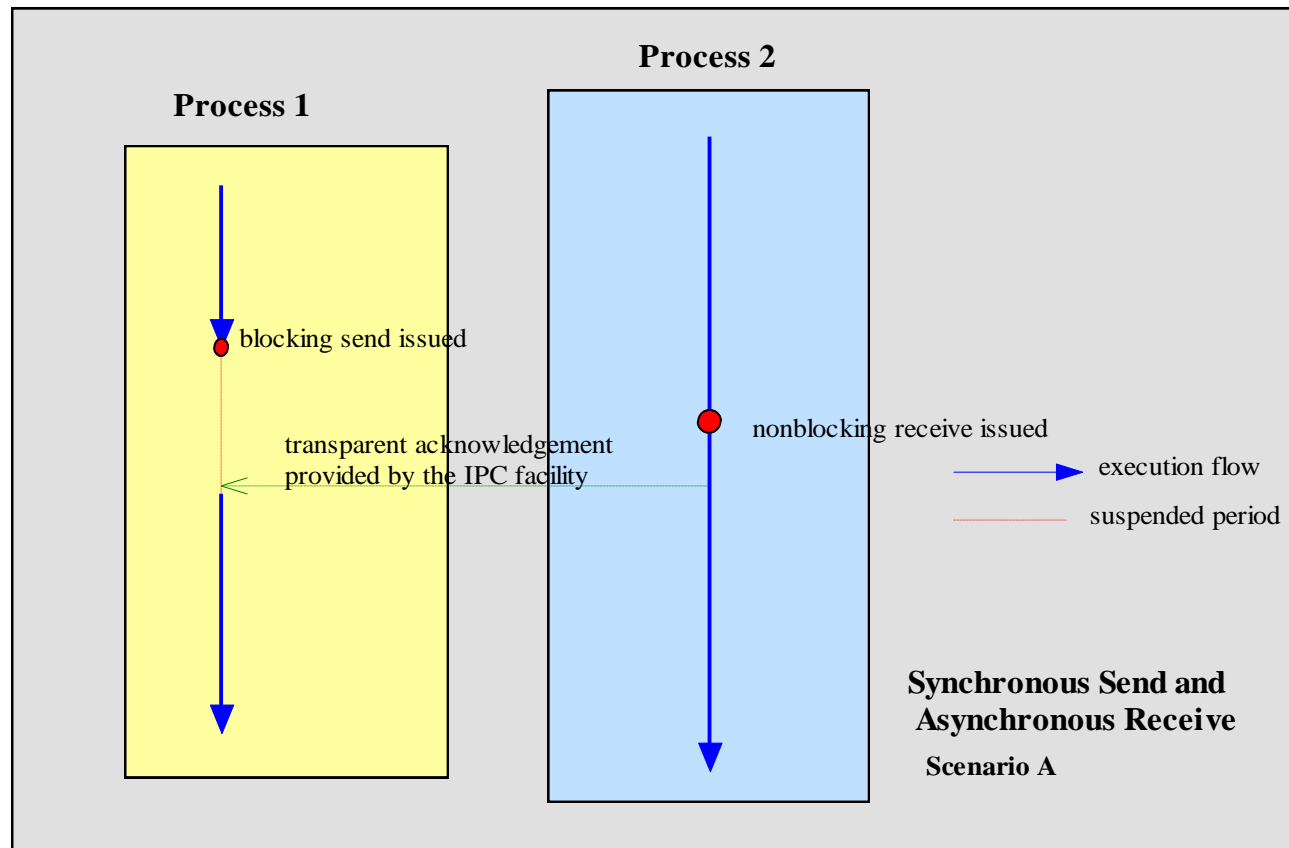 Process 2
Process 1
blocking send issued
nonblocking receive issued
transparent acknowledgement
provided by the IPC facility
execution flow
suspended period
Synchronous Send and
Asynchronous Receive
Scenario A